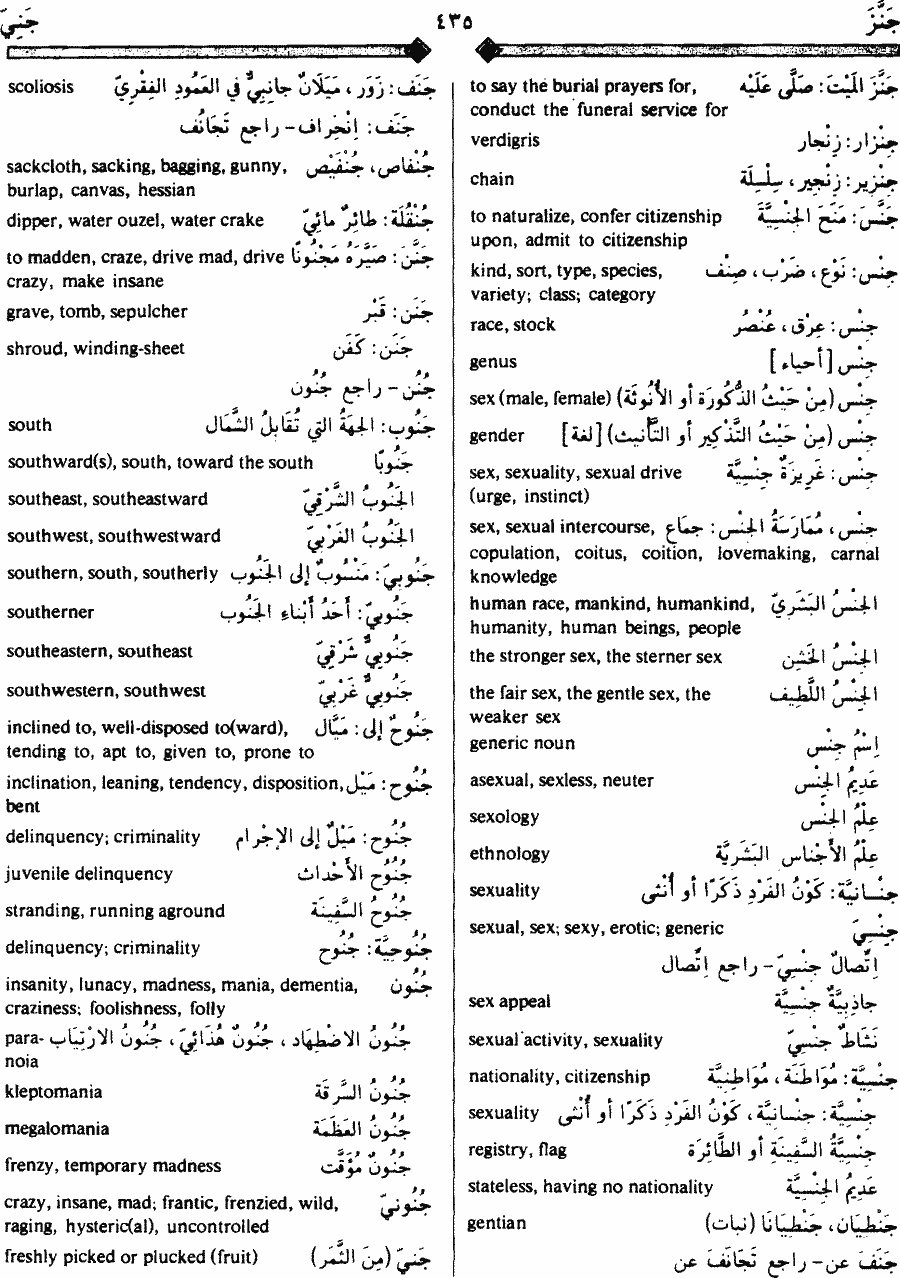 جَنَّزَ ٤٣٥ جَنِيّ
جَنَّزَ المَيْتَ: صَلَّى عَلَيْه to say the burial prayers for,
conduct the funeral service for
جِنْزار: زِنْجار verdigris
جِنْزير: زِنْجِير، سِلْسِلَة chain
جَنَّسَ: مَنَحَ الجِنْسِيَّةَ to naturalize, confer citizenship
upon, admit to citizenship
جِنْس: نَوْع، ضَرْب، صِنْف kind, sort, type, species,
variety; class; category
جِنْس: عِرْق، عُنْصُر race, stock
جِنْس [أحياء] genus
جِنْس (مِنْ حَيْثُ الذُّكُورَة أو الأُنُوثَة) sex (male, female)
جِنْس (مِنْ حَيْثُ التَّذْكِير أو التَّأنيث) [لغة] gender
جِنْس: غَرِيزَةٌ جِنْسِيَّة sex, sexuality, sexual drive
(urge, instinct)
جِنْس، مُمَارَسَةُ الجِنْس: جِمَاع sex, sexual intercourse,
copulation, coitus, coition, lovemaking, carnal
knowledge
الجِنْسُ البَشَرِيّ human race, mankind, humankind,
humanity, human beings, people
الجِنْسُ الخَشِن the stronger sex, the sterner sex
الجِنْسُ اللَّطِيف the fair sex, the gentle sex, the
weaker sex
اِسْمُ جِنْس generic noun
عَدِيمُ الجِنْس asexual, sexless, neuter
عِلْمُ الجِنْس sexology
عِلْمُ الأجْناسِ البَشَرِيَّة ethnology
جِنْسانِيَّة: كَوْنُ الفَرْدِ ذَكَرًا أو أُنْثى sexuality
جِنْسِيّ sexual, sex; sexy, erotic; generic
اِتِّصالٌ جِنْسِيّ – راجع اِتِّصال
جاذِبِيَّةٌ جِنْسِيَّة sex appeal
نَشَاطٌ جِنْسِيّ sexual activity, sexuality
جِنْسِيَّة: مُوَاطَنَة، مُوَاطِنِيَّة nationality, citizenship
جِنْسِيَّة: جِنْسانِيَّة، كَوْنُ الفَرْدِ ذَكَرًا أو أُنْثى sexuality
جِنْسِيَّةُ السَّفِينَةِ أو الطَّائِرَة registry, flag
عَدِيمُ الجِنْسِيَّة stateless, having no nationality
جَنْطِيَان، جَنْطِيَانَا (نبات) gentian
جَنَفَ عن – راجع تَجَانَفَ عن
جَنَف: زَوَر، مَيَلَانٌ جانِبِيٌّ في العَمُودِ الفِقْرِيّ scoliosis
جَنَف: اِنْحِراف – راجع تَجَانُف
جُنْفَاص، جُنْفَيْص sackcloth, sacking, bagging, gunny,
burlap, canvas, hessian
جُنْقُلَة: طائِرٌ مائِيّ dipper, water ouzel, water crake
جَنَّنَ: صَيَّرَهُ مَجْنُونًا to madden, craze, drive mad, drive
crazy, make insane
جَنَن: قَبْر grave, tomb, sepulcher
جَنَن: كَفَن shroud, winding-sheet
جُنُن – راجع جُنُون
جَنُوب: الجِهَةُ التي تُقَابِلُ الشَّمَال south
جَنُوبًا southward(s), south, toward the south
الجَنُوبُ الشَّرْقِيّ southeast, southeastward
الجَنُوبُ الغَرْبِيّ southwest, southwestward
جَنُوبِيّ: مَنْسُوبٌ إلى الجَنُوب southern, south, southerly
جَنُوبِيّ: أحَدُ أبْنَاءِ الجَنُوب southerner
جَنُوبِيٌّ شَرْقِيّ southeastern, southeast
جَنُوبِيٌّ غَرْبِيّ southwestern, southwest
جَنُوحٌ إلى: مَيَّال inclined to, well-disposed to(ward),
tending to, apt to, given to, prone to
جُنُوح: مَيْل inclination, leaning, tendency, disposition,
bent
جُنُوح: مَيْلٌ إلى الإجْرام delinquency; criminality
جُنُوحُ الأحْداث juvenile delinquency
جُنُوحُ السَّفِينَة stranding, running aground
جُنُوحِيَّة: جُنُوح delinquency; criminality
جُنُون insanity, lunacy, madness, mania, dementia,
craziness; foolishness, folly
جُنُونُ الاضْطِهَاد، جُنُونٌ هُذَائِيّ، جُنُونُ الارْتِيَاب para-
noia
جُنُونُ السَّرِقَة kleptomania
جُنُونُ العَظَمَة megalomania
جُنُونٌ مُؤَقَّت frenzy, temporary madness
جُنُونِيّ crazy, insane, mad; frantic, frenzied, wild,
raging, hysteric(al), uncontrolled
جَنِيّ (مِنَ الثَّمَر) freshly picked or plucked (fruit)